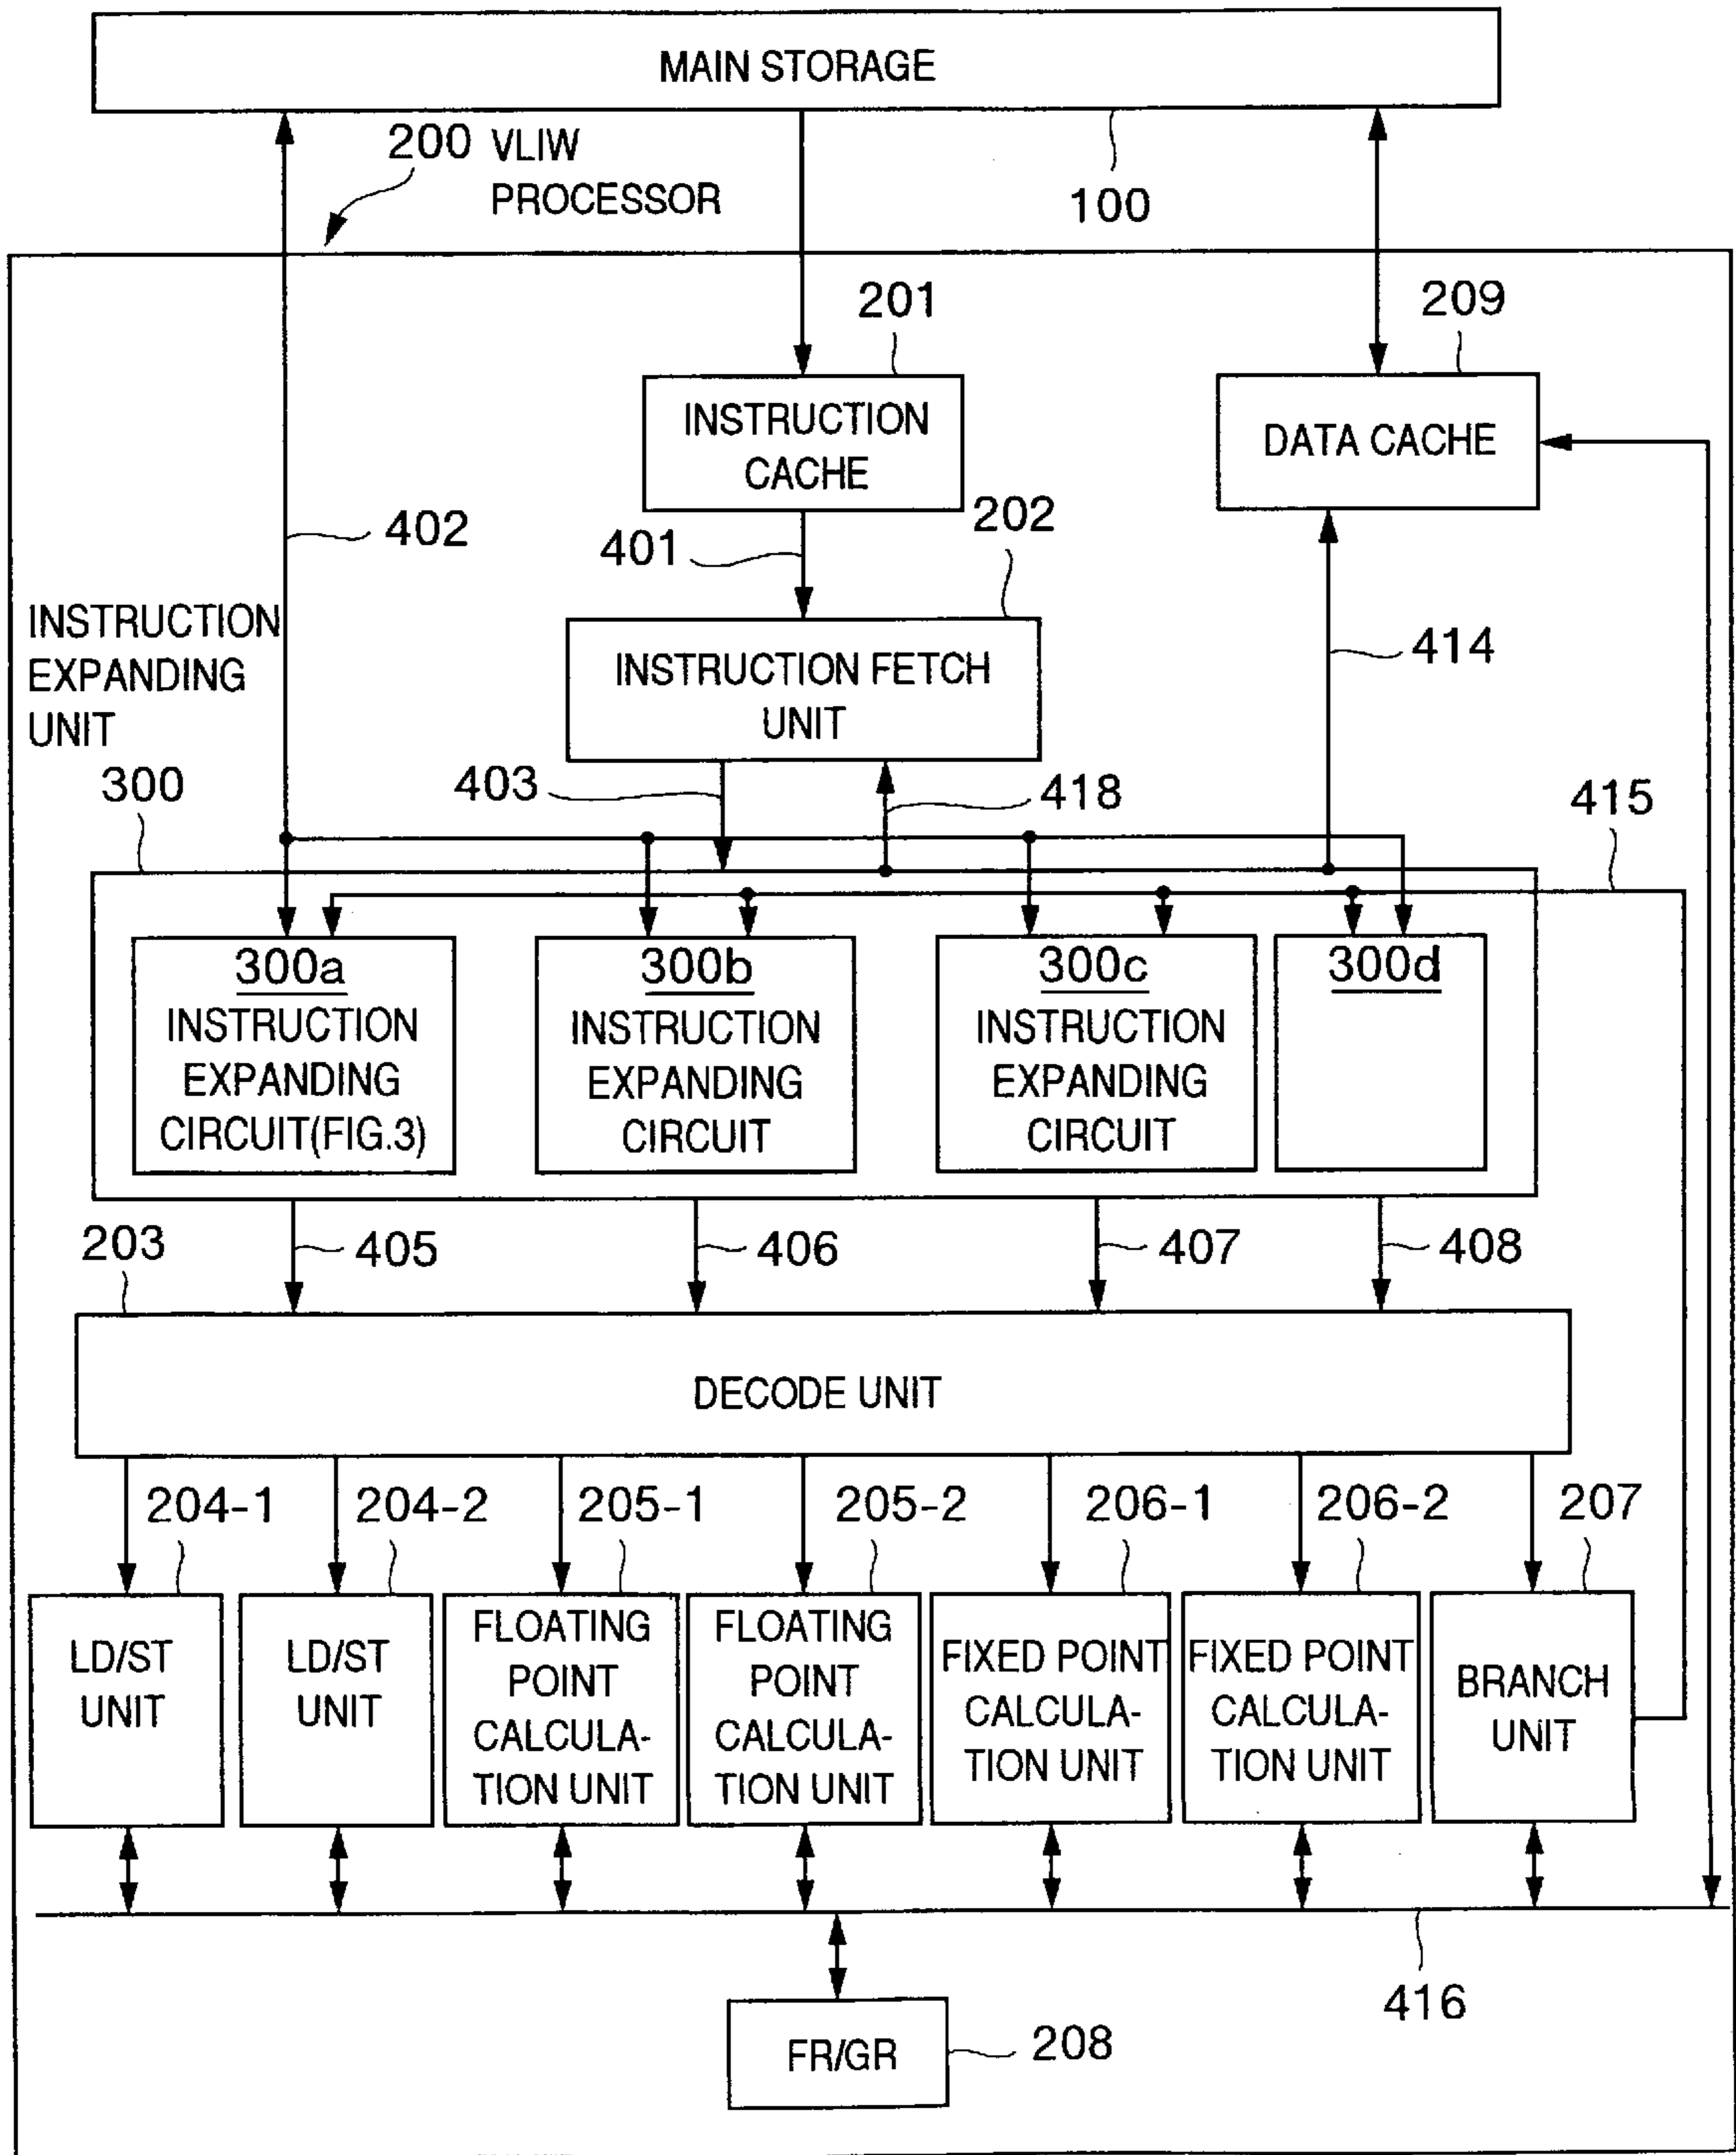 MAIN STORAGE
200 VLIW
PROCESSOR
100
201
209
INSTRUCTION
CACHE
DATA CACHE
402
401
202
INSTRUCTION
EXPANDING
UNIT
INSTRUCTION FETCH
UNIT
414
300
403
418
415
300a
INSTRUCTION
EXPANDING
CIRCUIT(FIG.3)
300b
INSTRUCTION
EXPANDING
CIRCUIT
300c
INSTRUCTION
EXPANDING
CIRCUIT
300d
203
405
406
407
408
DECODE UNIT
204-1
204-2
205-1
205-2
206-1
206-2
207
LD/ST
UNIT
LD/ST
UNIT
FLOATING
POINT
CALCULA-
TION UNIT
FLOATING
POINT
CALCULA-
TION UNIT
FIXED POINT
CALCULA-
TION UNIT
FIXED POINT
CALCULA-
TION UNIT
BRANCH
UNIT
416
FR/GR
208